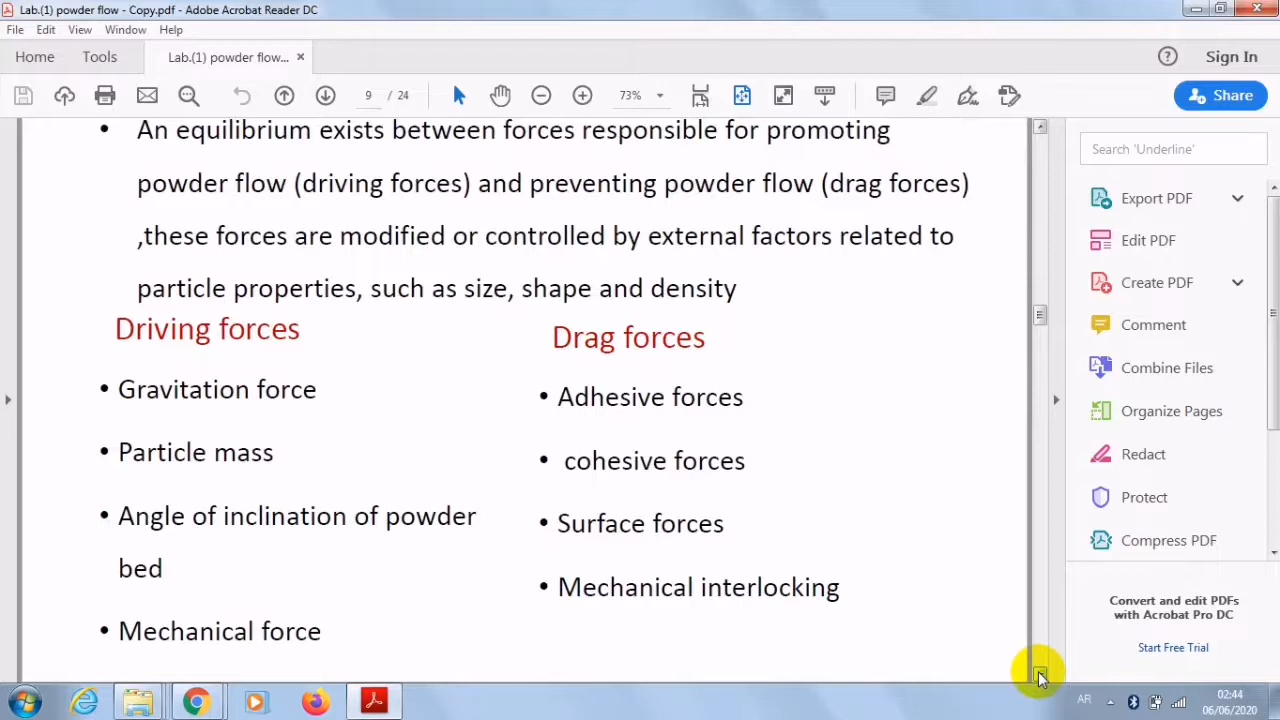 Lab.(1) powder flow - Copy.pdf - Adobe Acrobat Reader DC
File Edit View Window Help
Home Tools Lab.(1) powder flow... × ? Sign In
9 / 24 73% Share
• An equilibrium exists between forces responsible for promoting
powder flow (driving forces) and preventing powder flow (drag forces)
,these forces are modified or controlled by external factors related to
particle properties, such as size, shape and density
Driving forces
• Gravitation force
• Particle mass
• Angle of inclination of powder
bed
• Mechanical force
Drag forces
• Adhesive forces
• cohesive forces
• Surface forces
• Mechanical interlocking
Search 'Underline'
Export PDF
Edit PDF
Create PDF
Comment
Combine Files
Organize Pages
Redact
Protect
Compress PDF
Convert and edit PDFs
with Acrobat Pro DC
Start Free Trial
AR 02:44
06/06/2020